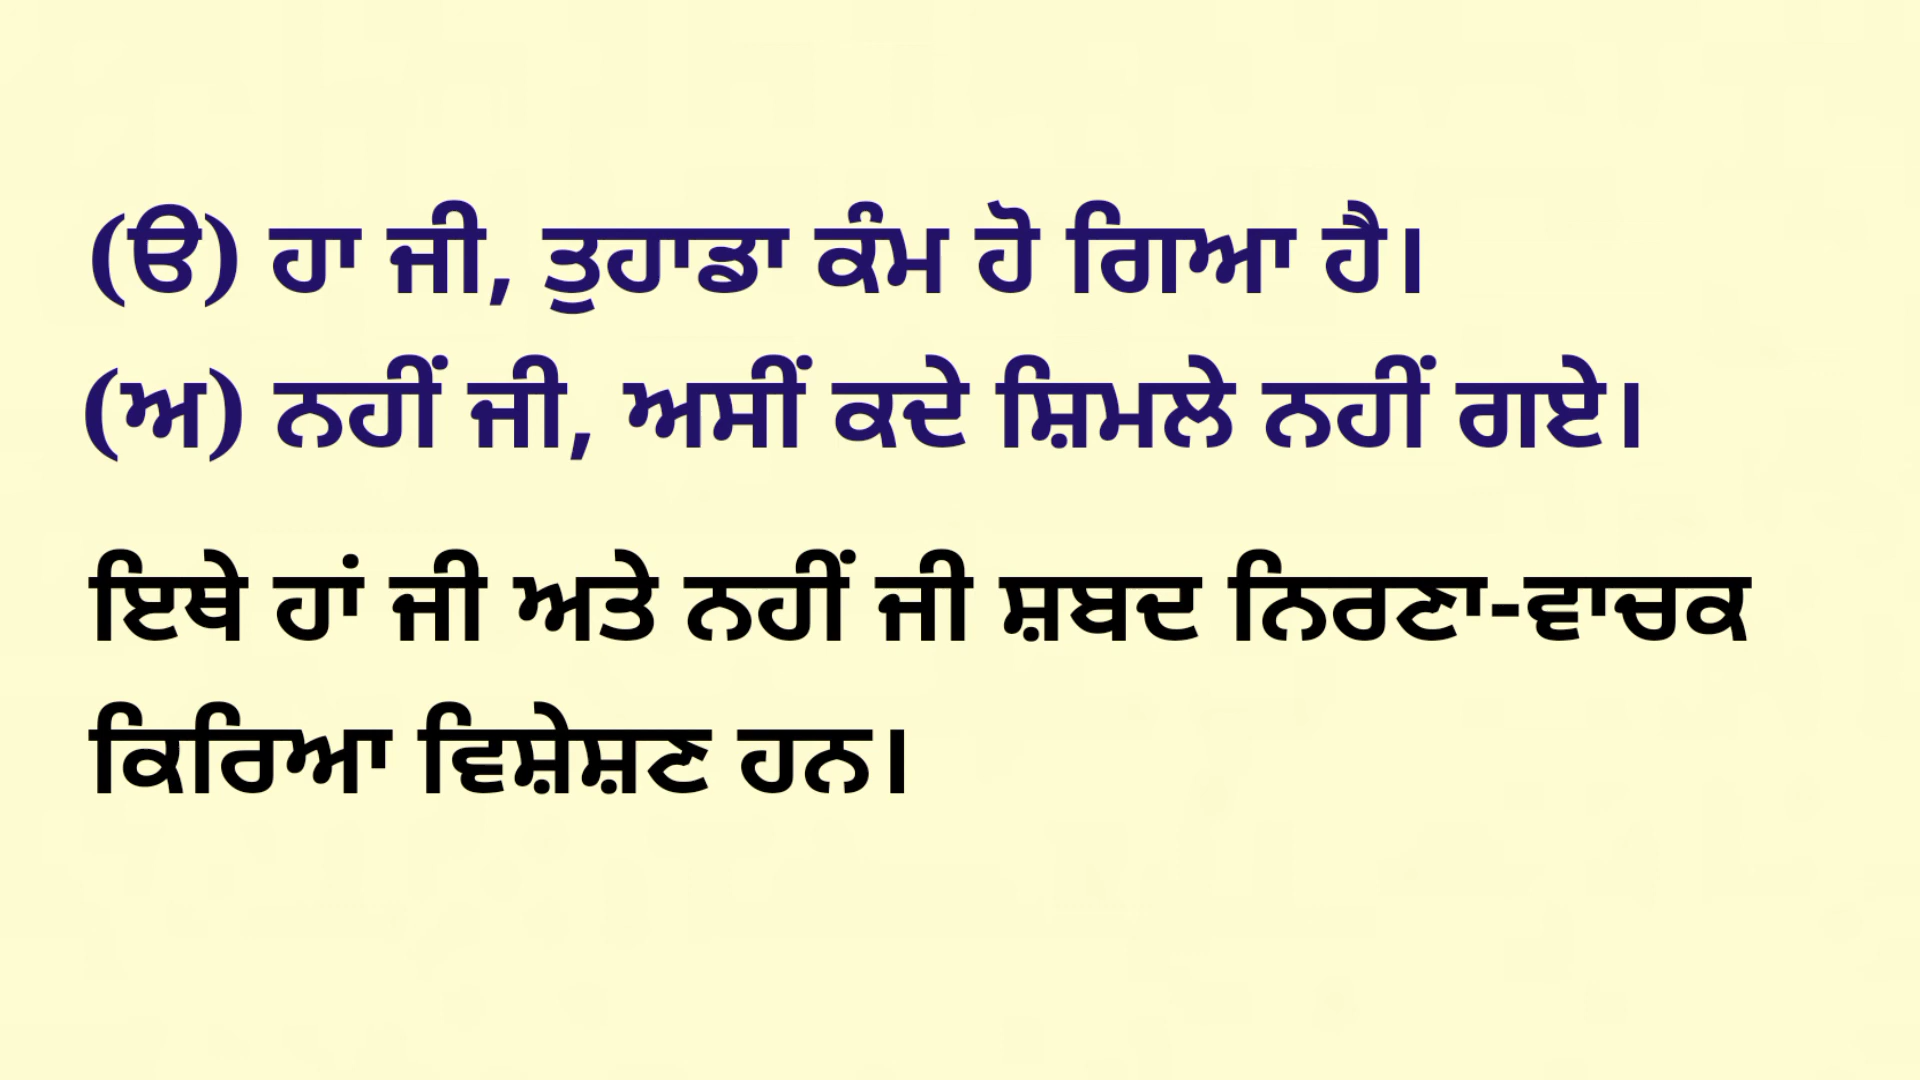 (ੳ) ਹਾ ਜੀ, ਤੁਹਾਡਾ ਕੰਮ ਹੋ ਗਿਆ ਹੈ।
(ਅ) ਨਹੀਂ ਜੀ, ਅਸੀਂ ਕਦੇ ਸ਼ਿਮਲੇ ਨਹੀਂ ਗਏ।
ਇਥੇ ਹਾਂ ਜੀ ਅਤੇ ਨਹੀਂ ਜੀ ਸ਼ਬਦ ਨਿਰਣਾ-ਵਾਚਕ
ਕਿਰਿਆ ਵਿਸ਼ੇਸ਼ਣ ਹਨ।